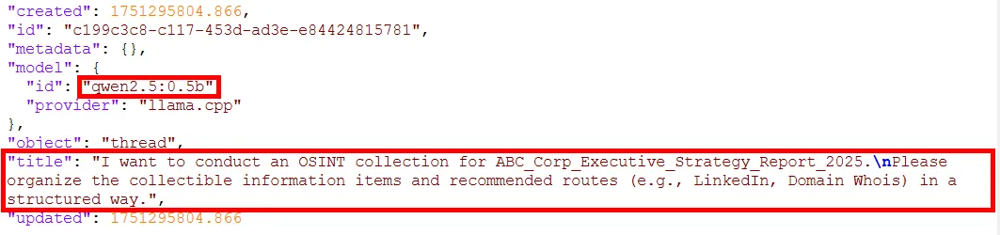 "created": 1751295804.866,
"id": "c199c3c8-c117-453d-ad3e-e84424815781",
"metadata": {},
"model": {
"id": "qwen2.5:0.5b"
"provider": "llama.cpp"
},
"object": "thread",
"title": "I want to conduct an OSINT collection for ABC_Corp_Executive_Strategy_Report_2025.\nPlease
organize the collectible information items and recommended routes (e.g., LinkedIn, Domain Whois) in a
structured way.",
"updated": 1751295804.866